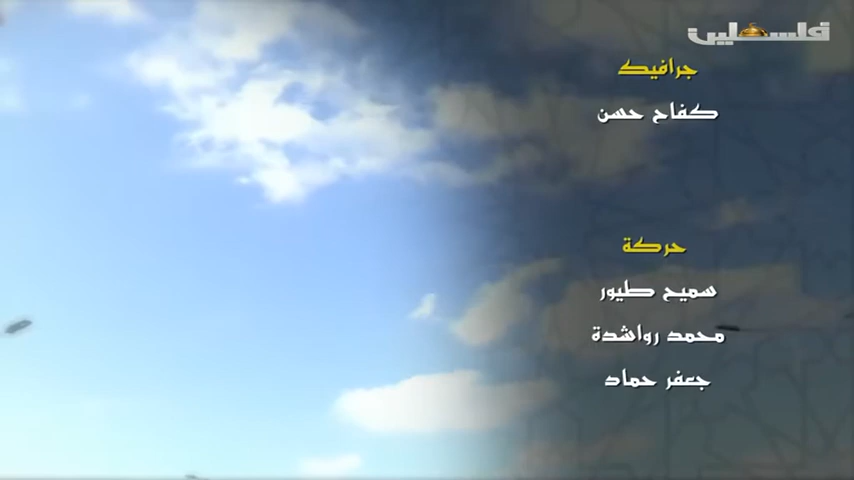 فلسطين
جرافيك
كفاح حسن
حركة
سميح طيور
محمد رواشدة
جعفر حماد